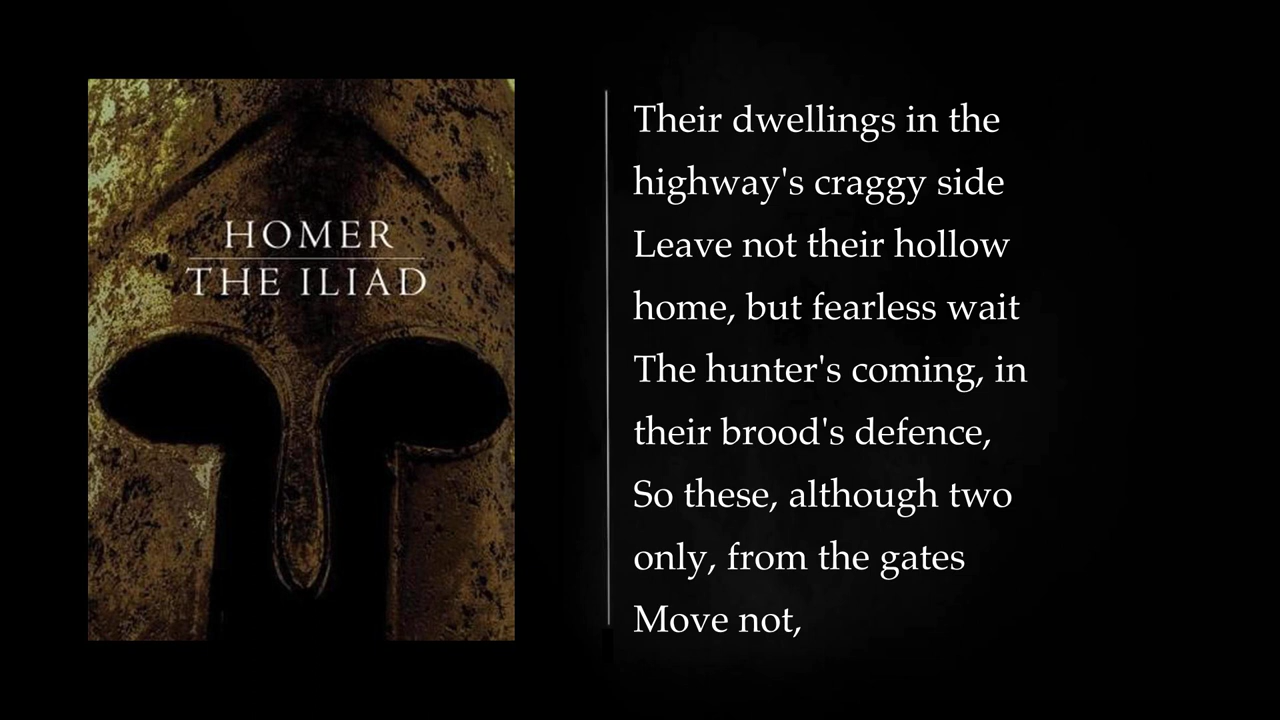 HOMER
THE ILIAD
Their dwellings in the
highway's craggy side
Leave not their hollow
home, but fearless wait
The hunter's coming, in
their brood's defence,
So these, although two
only, from the gates
Move not,